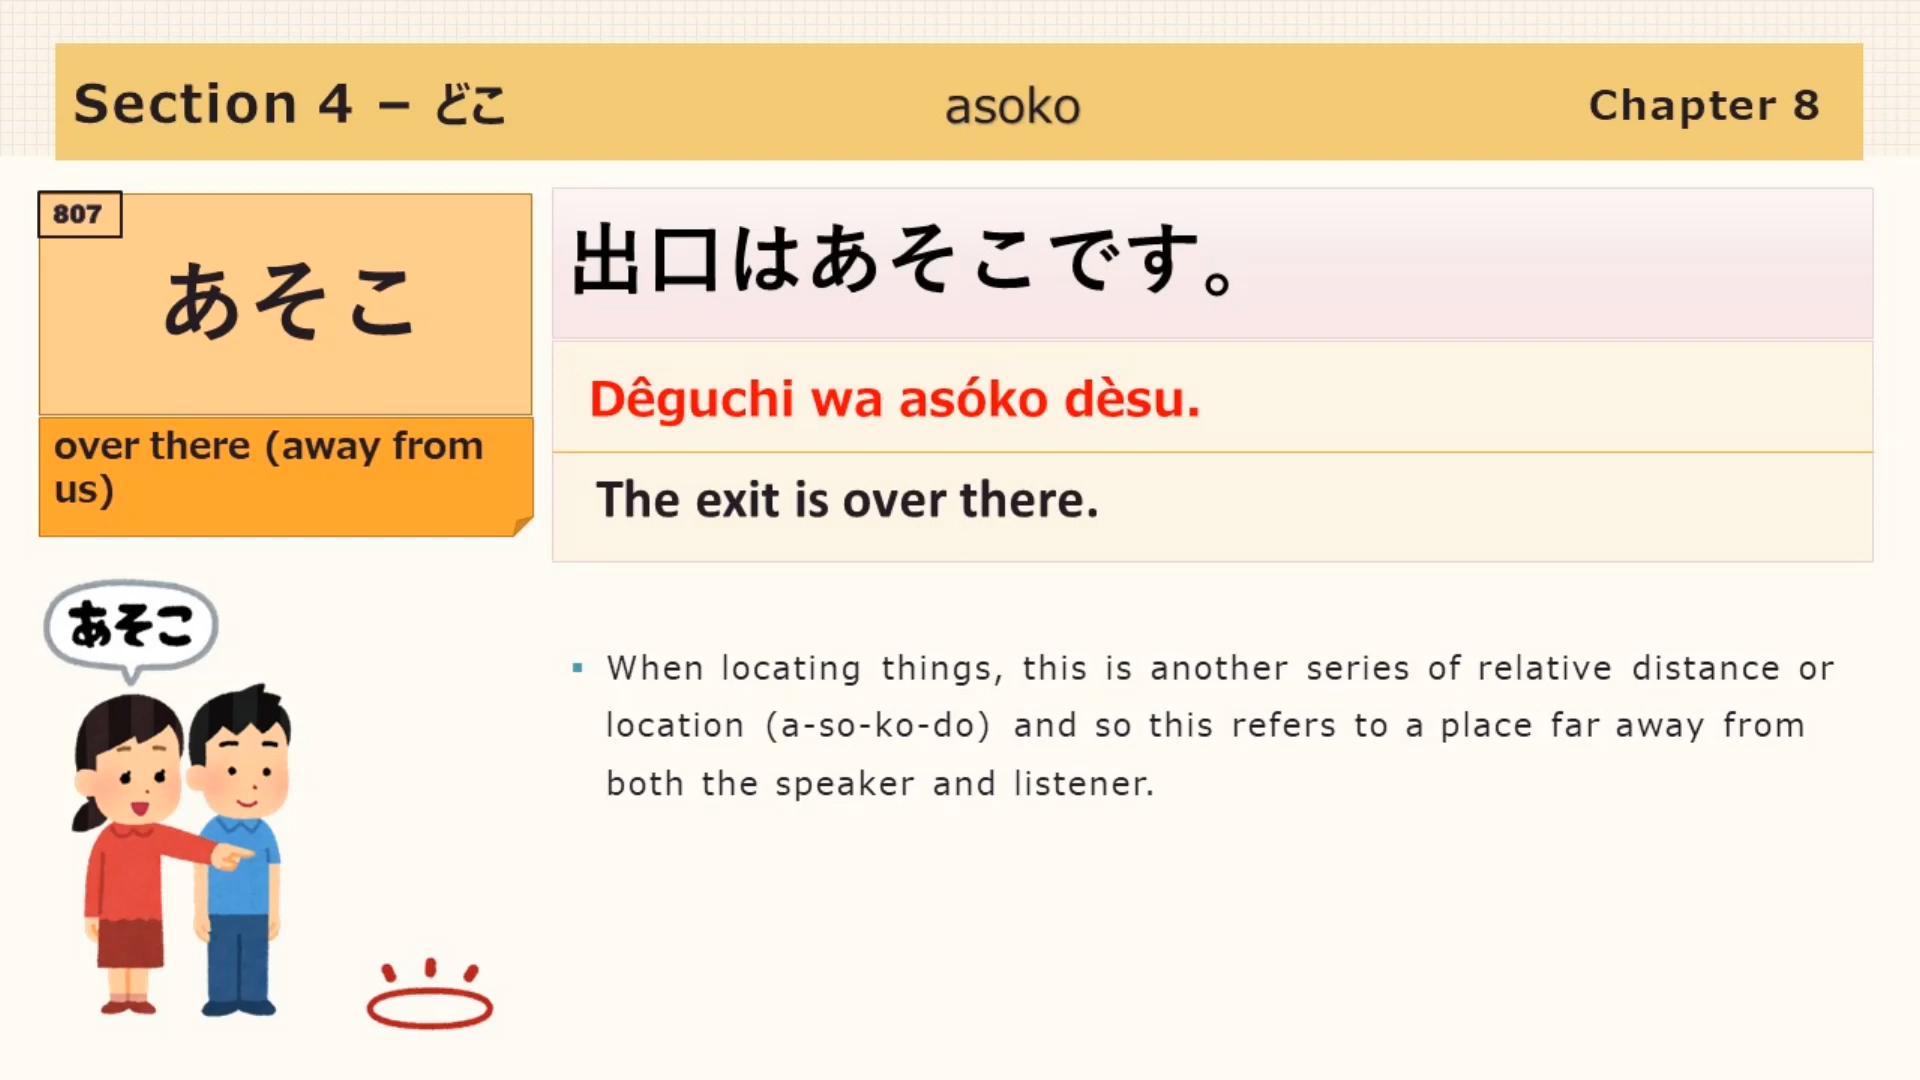 Section 4 – どこ
asoko
Chapter 8
807
あそこ
over there (away from
us)
出口はあそこです。
Dêguchi wa asóko dèsu.
The exit is over there.
あそこ
▪ When locating things, this is another series of relative distance or
location (a-so-ko-do) and so this refers to a place far away from
both the speaker and listener.